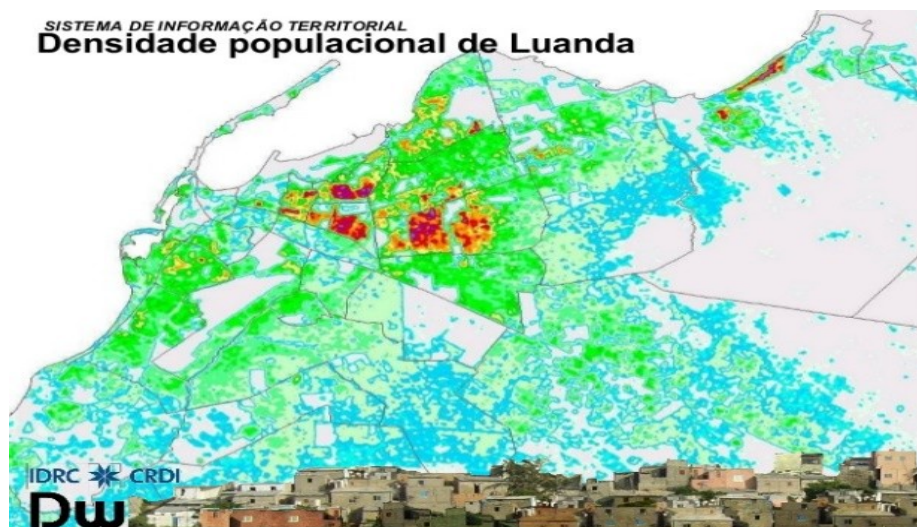 SISTEMA DE INFORMAÇÃO TERRITORIAL
Densidade populacional de Luanda
IDRC CRDI
Dw